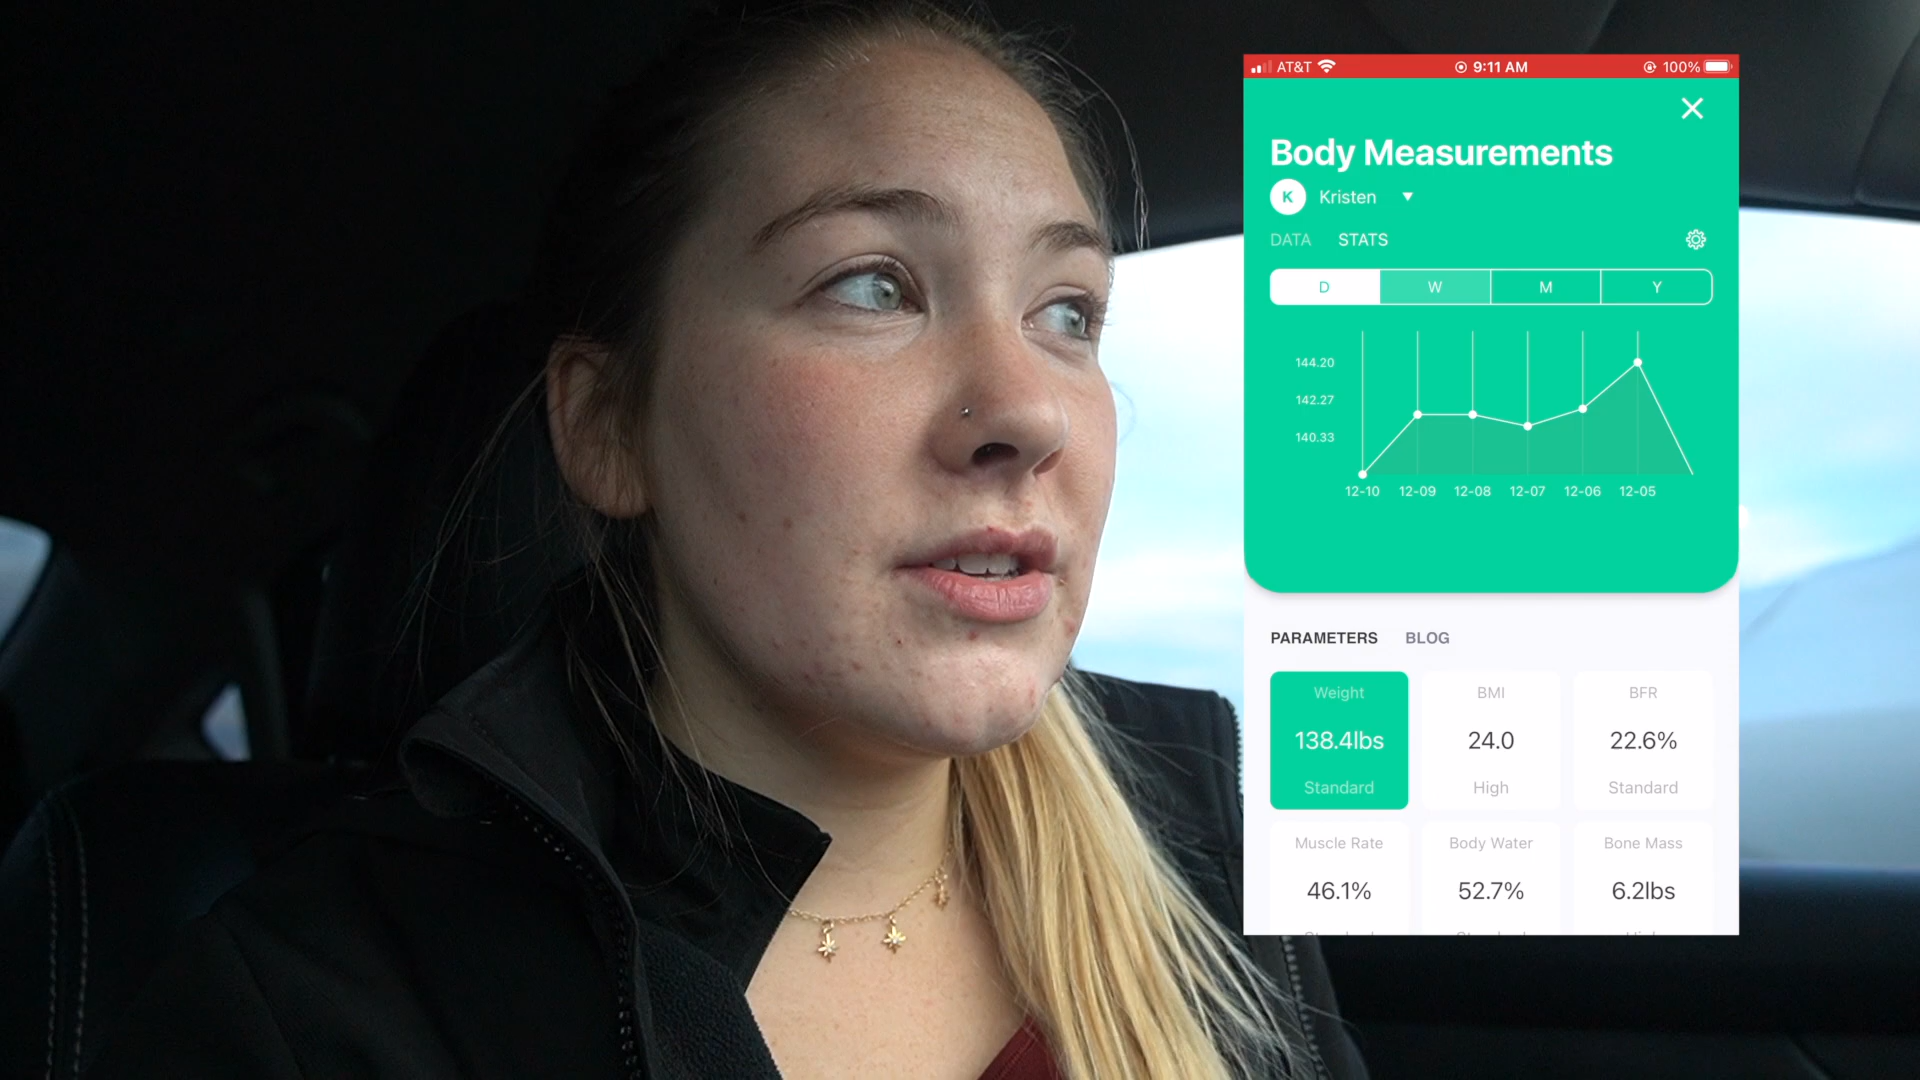 AT&T 9:11 AM 100%
Body Measurements
K Kristen
DATA STATS
D W M Y
144.20
142.27
140.33
12-10 12-09 12-08 12-07 12-06 12-05
PARAMETERS BLOG
Weight BMI BFR
138.4lbs 24.0 22.6%
Standard High Standard
Muscle Rate Body Water Bone Mass
46.1% 52.7% 6.2lbs